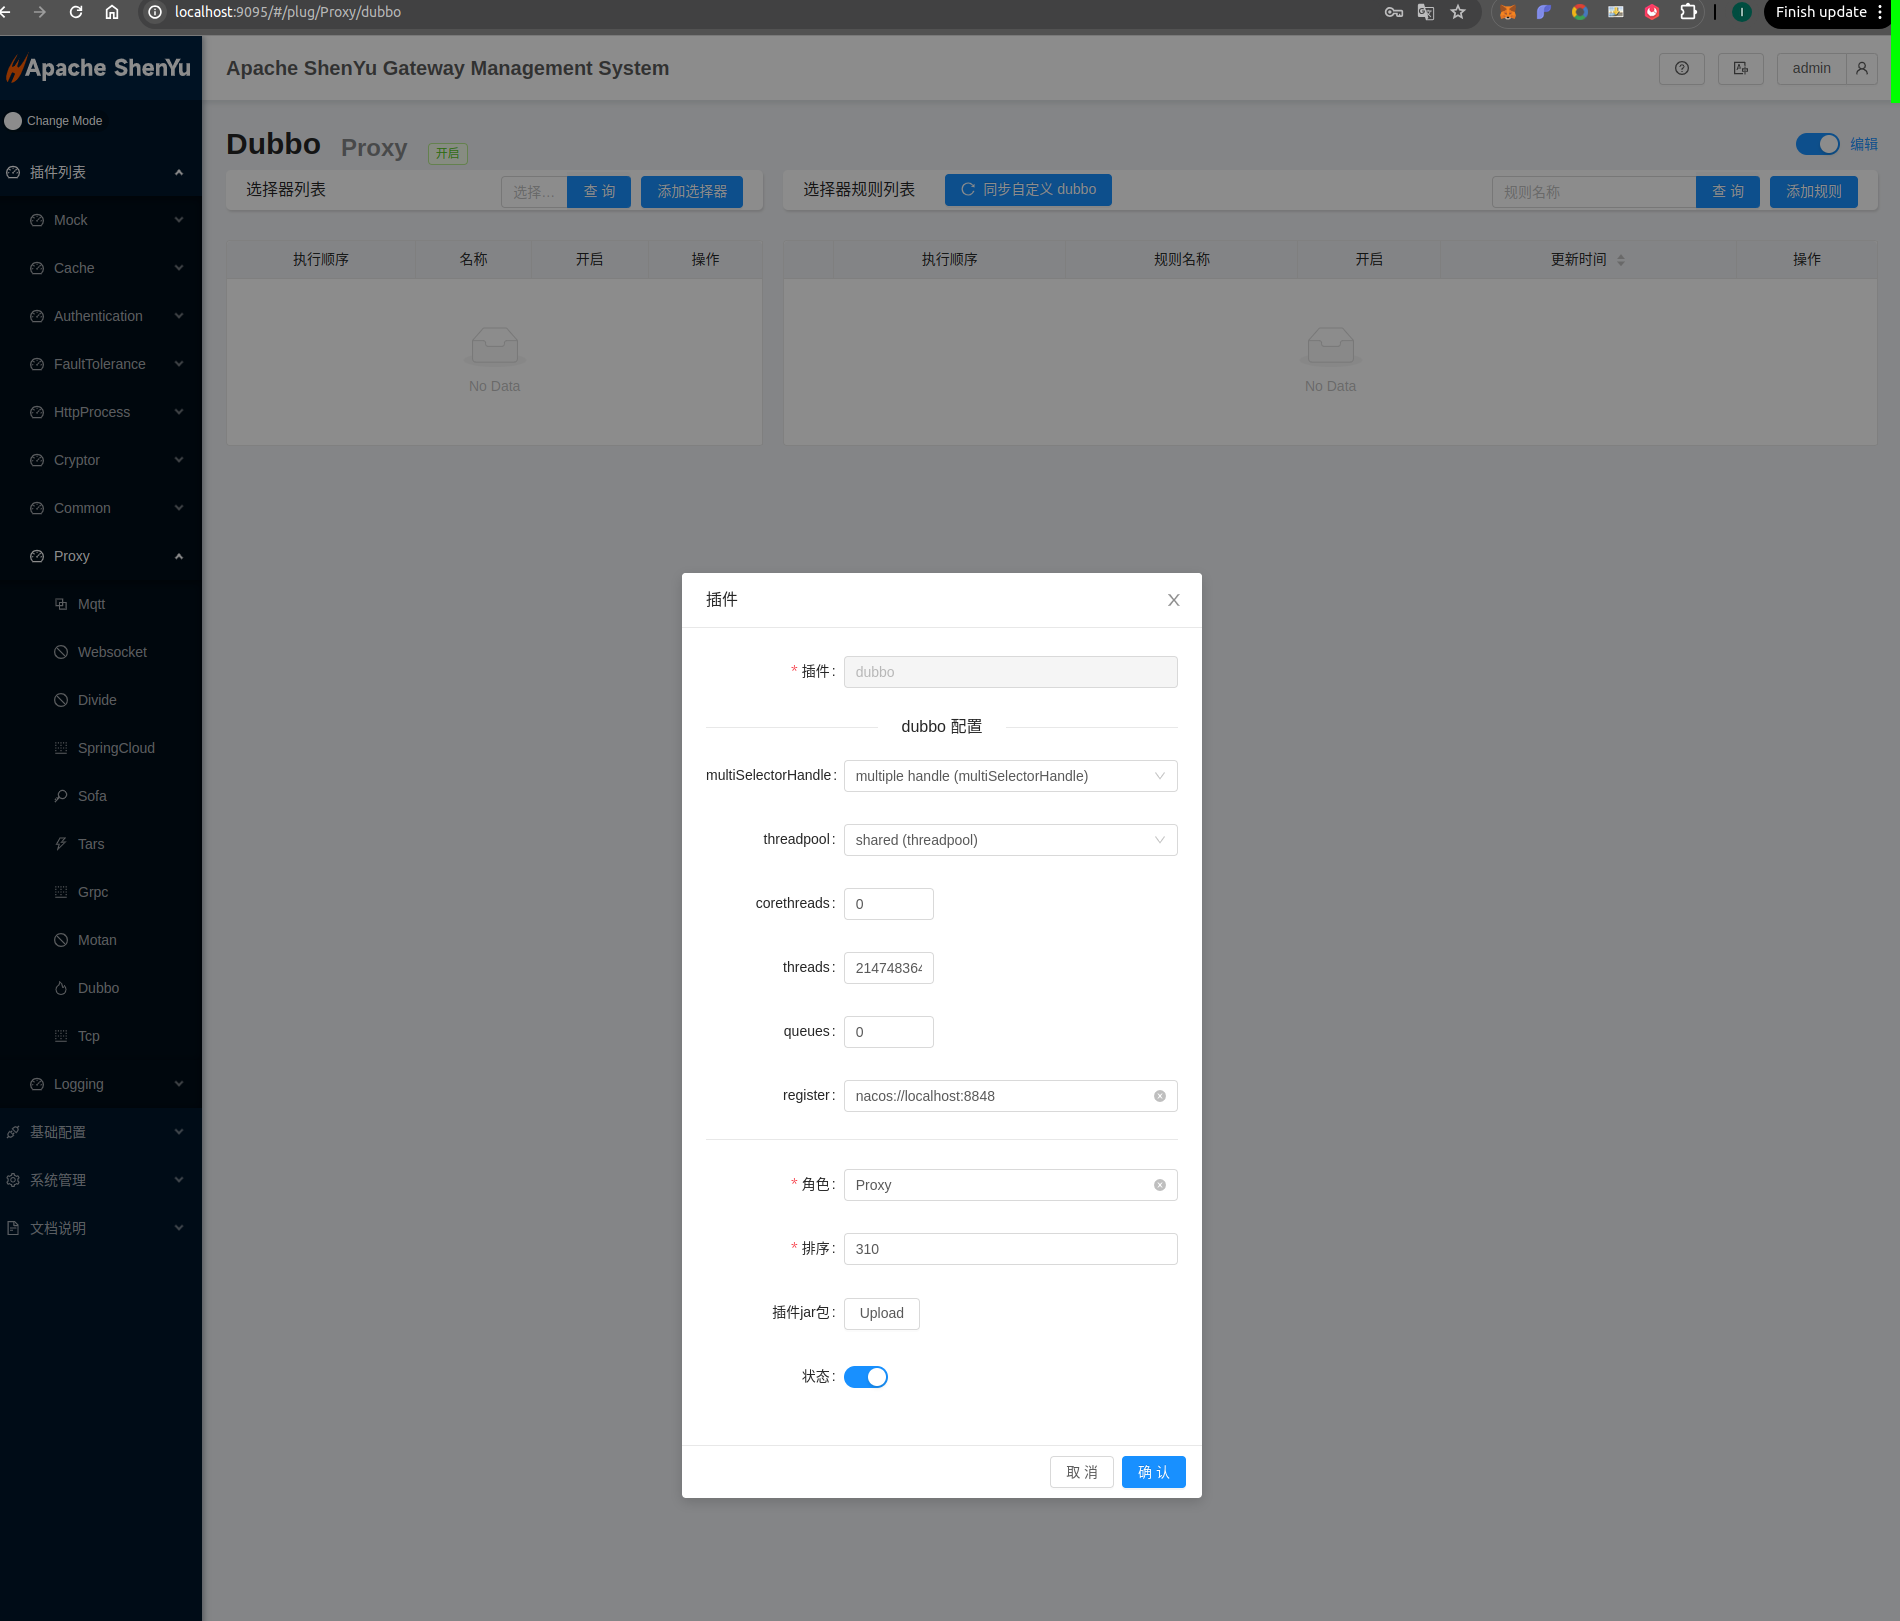 localhost:9095/#/plug/Proxy/dubbo
Finish update
Apache ShenYu
Apache ShenYu Gateway Management System
admin
Change Mode
插件列表
Mock
Cache
Authentication
FaultTolerance
HttpProcess
Cryptor
Common
Proxy
Mqtt
Websocket
Divide
SpringCloud
Sofa
Tars
Grpc
Motan
Dubbo
Tcp
Logging
基础配置
系统管理
文档说明
Dubbo Proxy 开启
编辑
选择器列表
选择...
查 询
添加选择器
选择器规则列表
同步自定义 dubbo
规则名称
查 询
添加规则
执行顺序 名称 开启 操作
No Data
执行顺序 规则名称 开启 更新时间 操作
No Data
插件
* 插件: dubbo
dubbo 配置
multiSelectorHandle: multiple handle (multiSelectorHandle)
threadpool: shared (threadpool)
corethreads: 0
threads: 214748364
queues: 0
register: nacos://localhost:8848
* 角色: Proxy
* 排序: 310
插件jar包: Upload
状态:
取 消
确 认